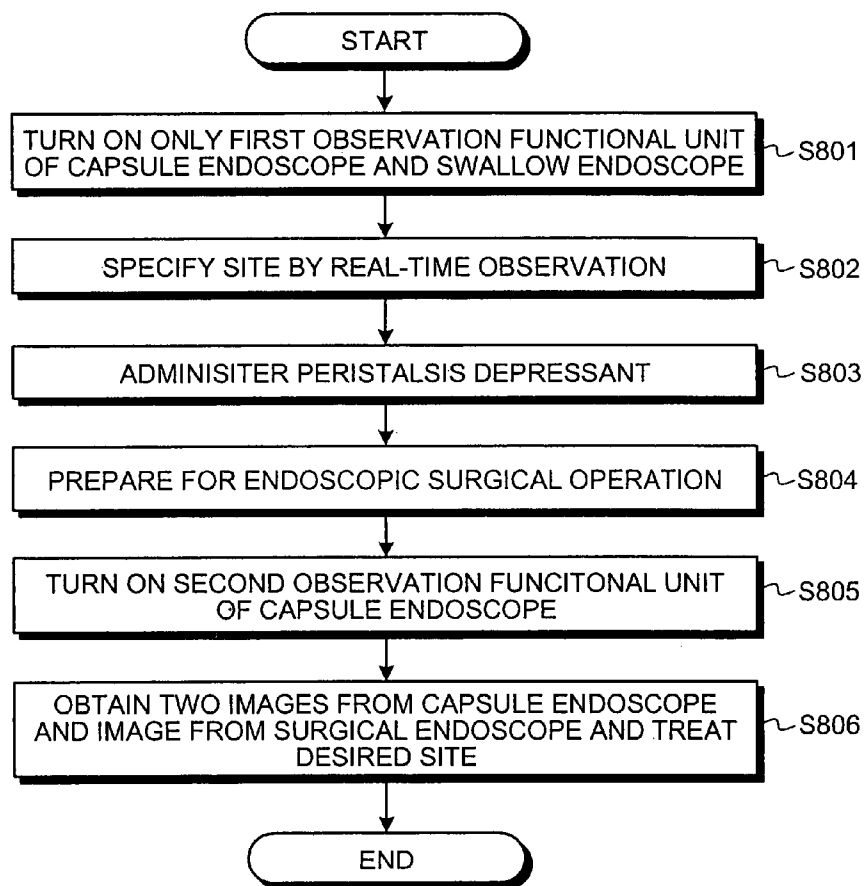 START
TURN ON ONLY FIRST OBSERVATION FUNCTIONAL UNIT
OF CAPSULE ENDOSCOPE AND SWALLOW ENDOSCOPE
S801
SPECIFY SITE BY REAL-TIME OBSERVATION
S802
ADMINISITER PERISTALSIS DEPRESSANT
S803
PREPARE FOR ENDOSCOPIC SURGICAL OPERATION
S804
TURN ON SECOND OBSERVATION FUNCITONAL UNIT
OF CAPSULE ENDOSCOPE
S805
OBTAIN TWO IMAGES FROM CAPSULE ENDOSCOPE
AND IMAGE FROM SURGICAL ENDOSCOPE AND TREAT
DESIRED SITE
S806
END